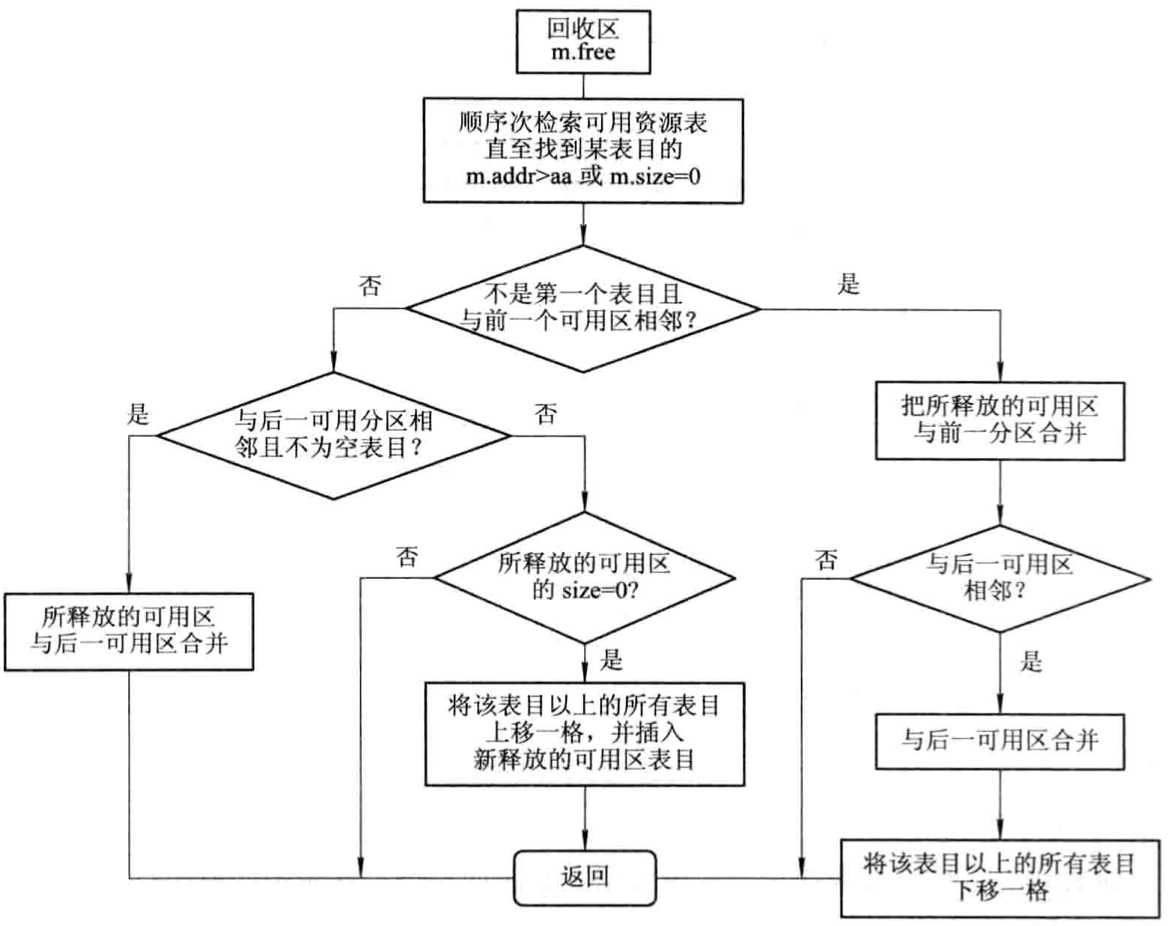 回收区
m.free
顺序次检索可用资源表
直至找到某表目的
m.addr>aa 或 m.size=0
不是第一个表目且
与前一个可用区相邻？
否
是
与后一可用分区相
邻且不为空表目？
是
否
把所释放的可用区
与前一分区合并
所释放的可用区
的 size=0?
否
是
与后一可用区
相邻？
否
是
所释放的可用区
与后一可用区合并
将该表目以上的所有表目
上移一格，并插入
新释放的可用区表目
与后一可用区合并
将该表目以上的所有表目
下移一格
返回